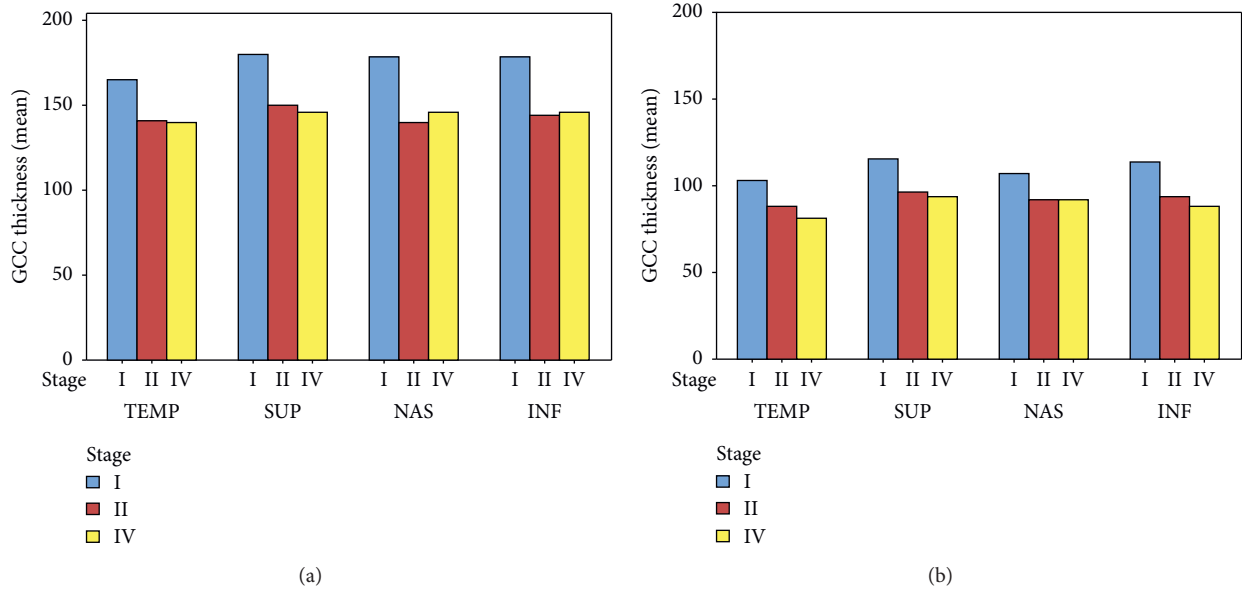 200
150
100
50
0
GCC thickness (mean)
Stage I II IV I II IV I II IV I II IV
TEMP SUP NAS INF
Stage
I
II
IV
(a)
200
150
100
50
0
GCC thickness (mean)
Stage I II IV I II IV I II IV I II IV
TEMP SUP NAS INF
Stage
I
II
IV
(b)